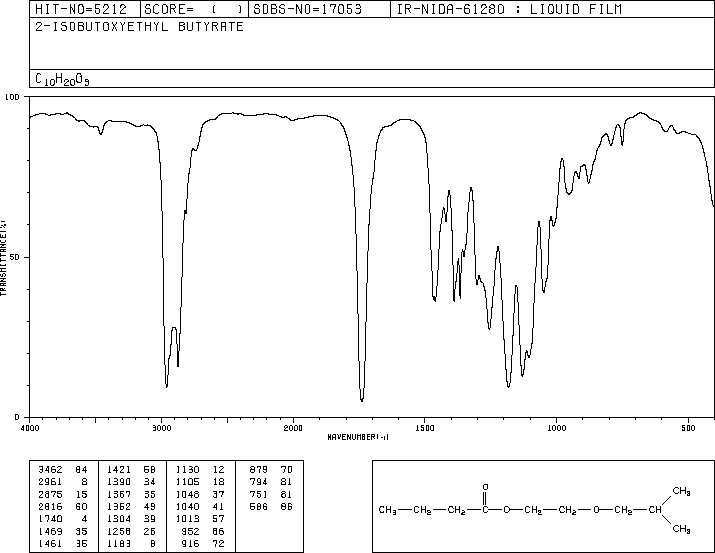 HIT-NO=5212 SCORE= ( ) SDBS-NO=17053 IR-NIDA-61280 : LIQUID FILM
2-ISOBUTOXYETHYL BUTYRATE
C10H20O3
100
50
0
TRANSMITTANCE(%)
4000 3000 2000 1500 1000 500
WAVENUMBER(-1)
3462 84 1421 58 1130 12 879 70
2961 8 1390 34 1105 18 794 81
2875 15 1367 35 1048 37 751 81
2816 60 1362 49 1040 41 586 86
1740 4 1304 39 1013 57
1469 35 1258 26 952 66
1461 35 1183 8 916 72
O
CH3
CH3-CH2-CH2-C-O-CH2-CH2-O-CH2-CH
CH3